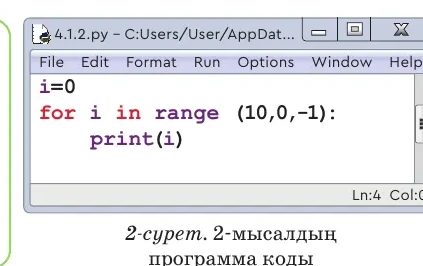 4.1.2.py – C:Users/User/AppDat...
File Edit Format Run Options Window Help
i=0
for i in range (10,0,–1):
print(i)
Ln:4 Col:0
2-сурет. 2-мысалдың
программа коды